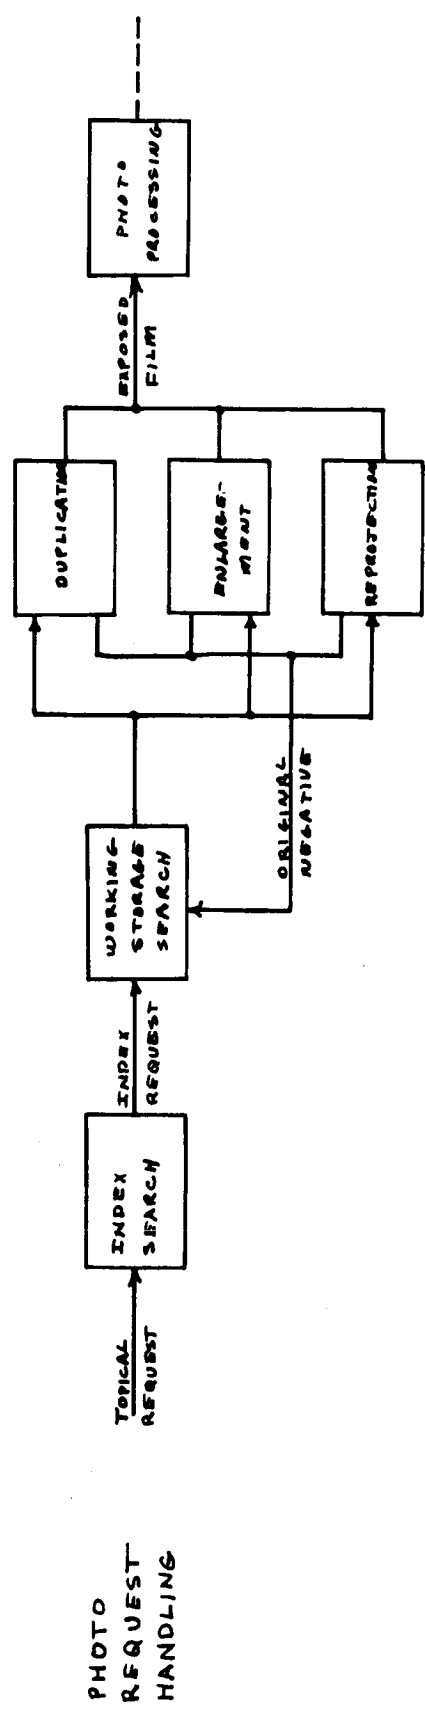 PHOTO
REQUEST
HANDLING
TOPICAL
REQUEST
INDEX
SEARCH
INDEX
REQUEST
WORKING
STORAGE
SEARCH
ORIGINAL
NEGATIVE
DUPLICATION
ENLARGE-
MENT
REPROJECTION
EXPOSED
FILM
PHOTO
PROCESSING